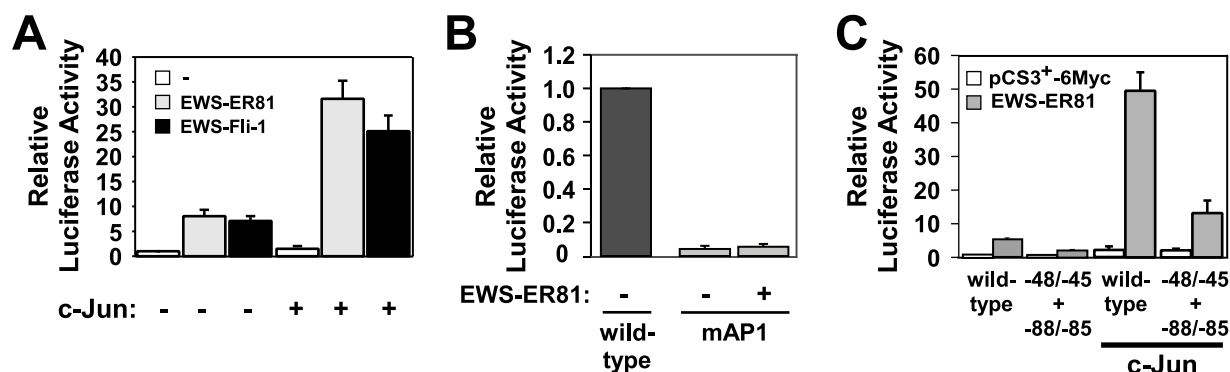 A
Relative
Luciferase Activity
40
35
30
25
20
15
10
5
0
-
EWS-ER81
EWS-Fli-1
c-Jun: - - - + + +
B
Relative
Luciferase Activity
1.2
1.0
0.8
0.6
0.4
0.2
0
EWS-ER81: - - +
wild-
type
mAP1
C
Relative
Luciferase Activity
60
50
40
30
20
10
0
pCS3+-6Myc
EWS-ER81
wild- -48/-45 wild- -48/-45
type + type +
-88/-85 -88/-85
c-Jun